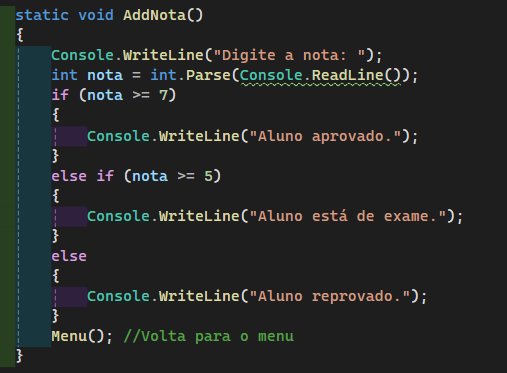 static void AddNota()
{
Console.WriteLine("Digite a nota: ");
int nota = int.Parse(Console.ReadLine());
if (nota >= 7)
{
Console.WriteLine("Aluno aprovado.");
}
else if (nota >= 5)
{
Console.WriteLine("Aluno está de exame.");
}
else
{
Console.WriteLine("Aluno reprovado.");
}
Menu(); //Volta para o menu
}